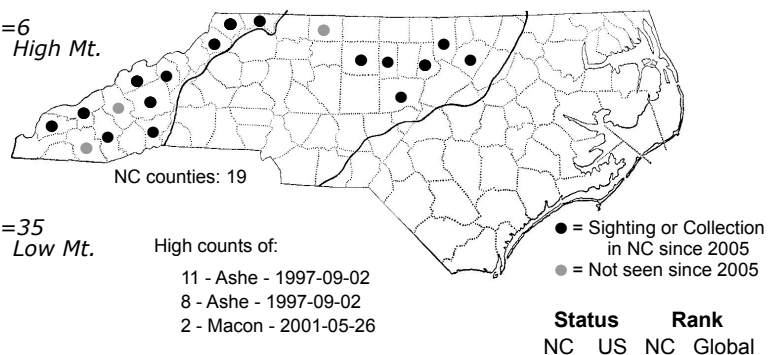 =6
High Mt.
NC counties: 19
=35
Low Mt.
High counts of:
11 - Ashe - 1997-09-02
8 - Ashe - 1997-09-02
2 - Macon - 2001-05-26
= Sighting or Collection
in NC since 2005
= Not seen since 2005
Status Rank
NC US NC Global